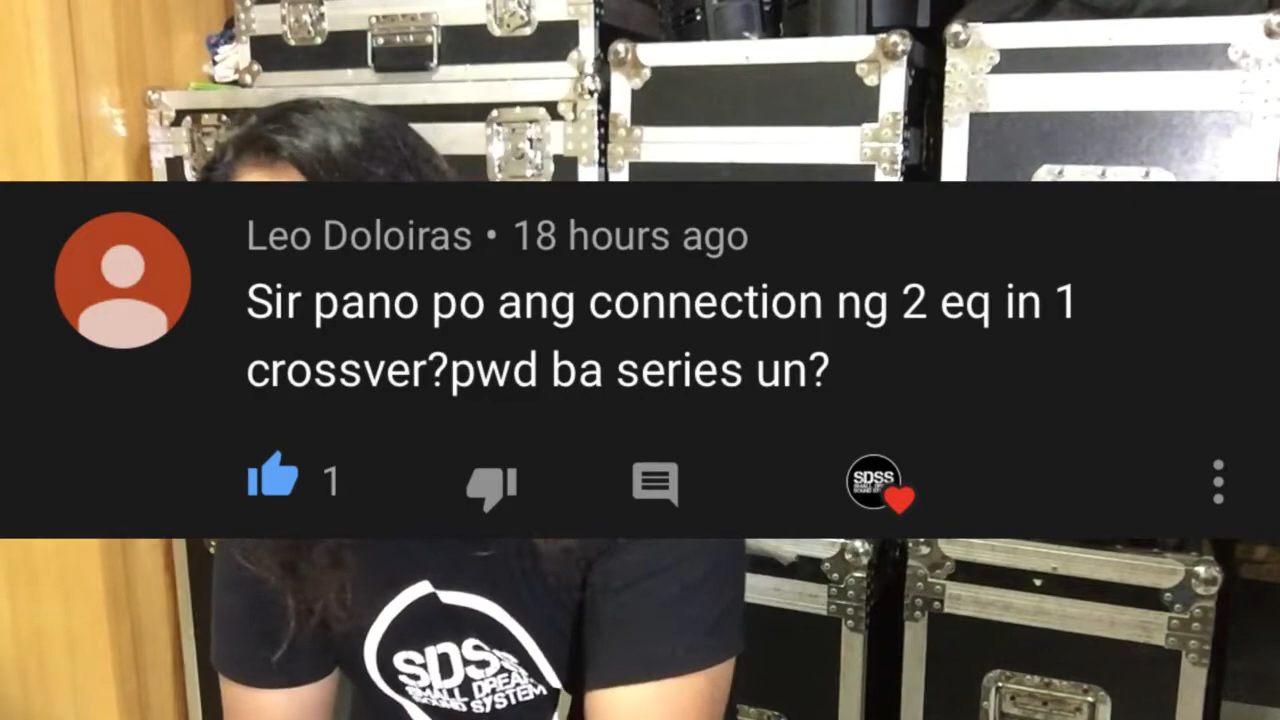 Leo Doloiras • 18 hours ago
Sir pano po ang connection ng 2 eq in 1
crossver?pwd ba series un?
1
SDSS
SDSS
SMALL DREAM
SOUND SYSTEM